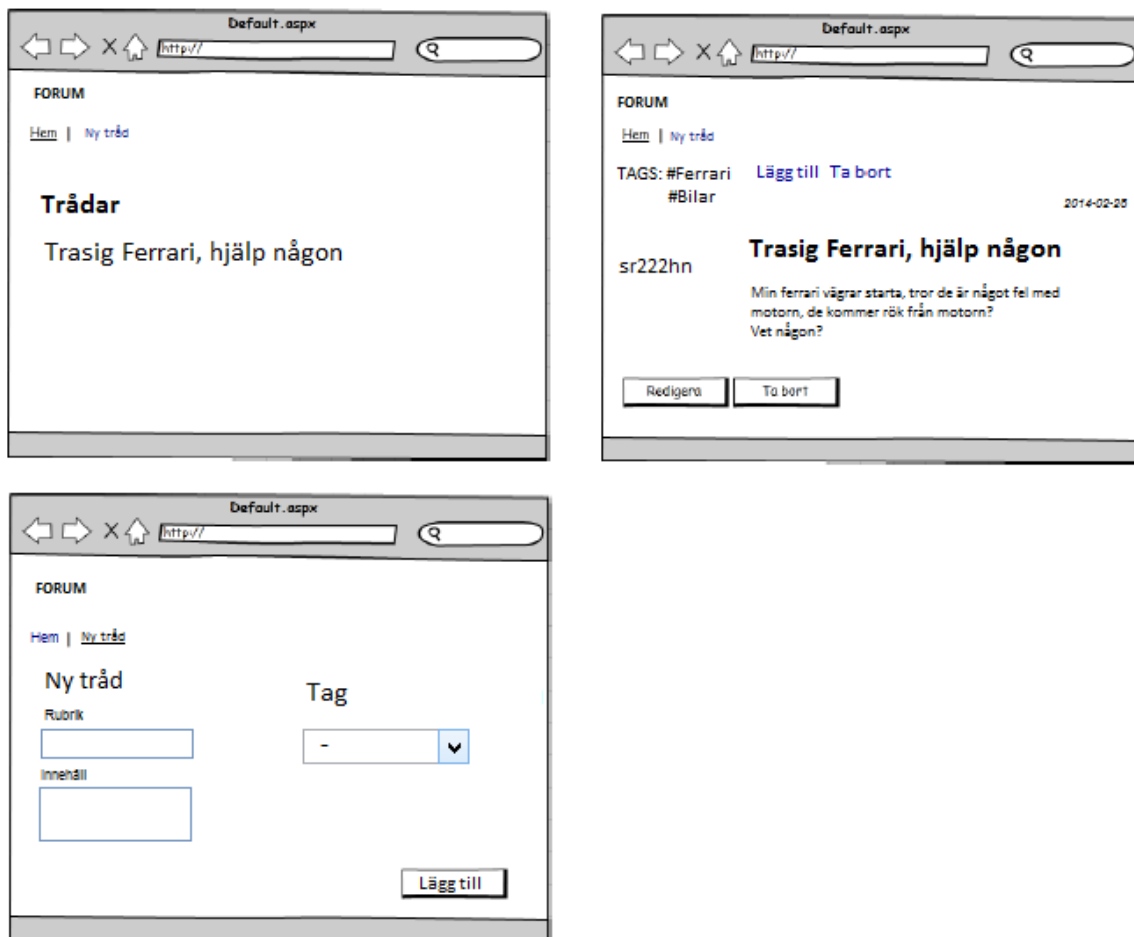 Default.aspx
http://
FORUM
Hem | Ny tråd
Trådar
Trasig Ferrari, hjälp någon
Default.aspx
http://
FORUM
Hem | Ny tråd
TAGS: #Ferrari Lägg till Ta bort
#Bilar
2014-02-28
sr222hn
Trasig Ferrari, hjälp någon
Min ferrari vägrar starta, tror de är något fel med
motorn, de kommer rök från motorn?
Vet någon?
Redigera Ta bort
Default.aspx
http://
FORUM
Hem | Ny tråd
Ny tråd
Tag
Rubrik
-
Innehåll
Lägg till